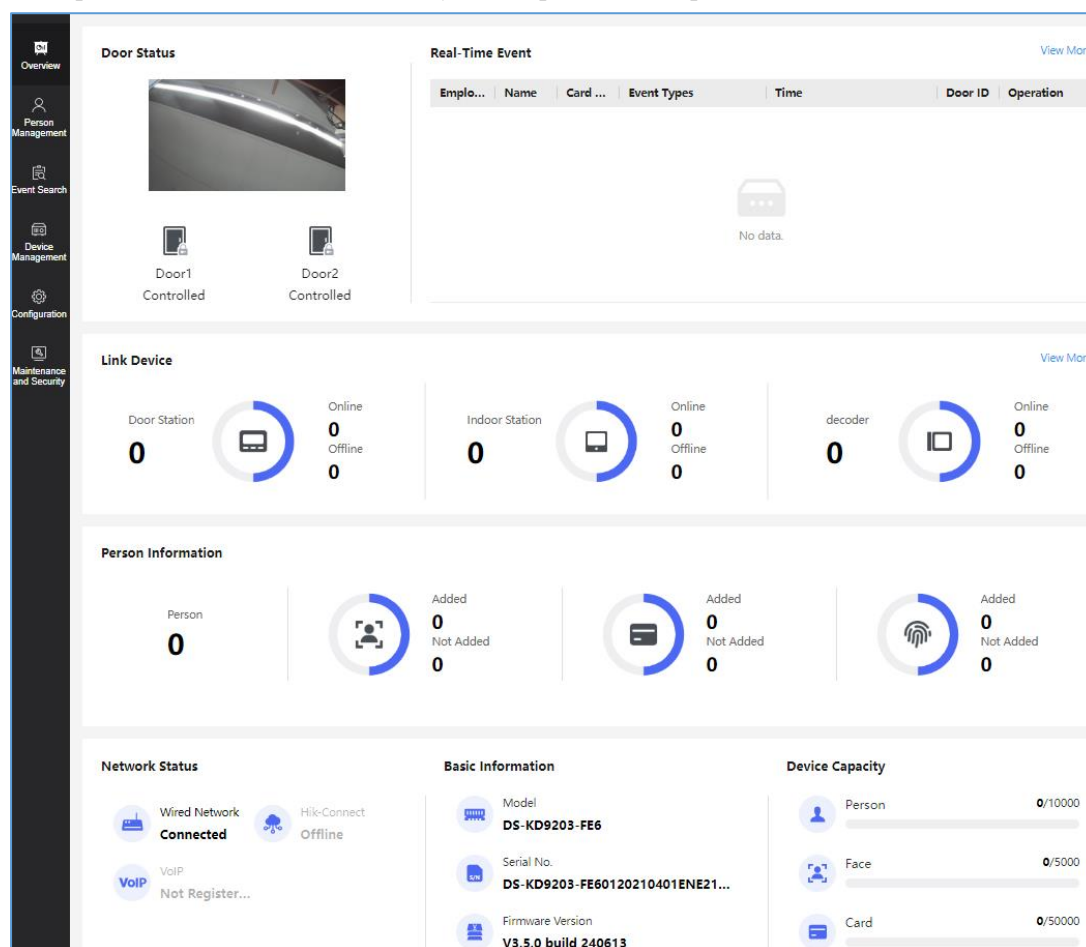 Overview
Person
Management
Event Search
Device
Management
Configuration
Maintenance
and Security
Door Status
Door1
Controlled
Door2
Controlled
Real-Time Event
View Mor
Emplo... Name Card ... Event Types Time Door ID Operation
No data.
Link Device
View Mor
Door Station
0
Online
0
Offline
0
Indoor Station
0
Online
0
Offline
0
decoder
0
Online
0
Offline
0
Person Information
Person
0
Added
0
Not Added
0
Added
0
Not Added
0
Added
0
Not Added
0
Network Status
Wired Network
Connected
Hik-Connect
Offline
VoIP
VoIP
Not Register...
Basic Information
Model
DS-KD9203-FE6
S/N
Serial No.
DS-KD9203-FE60120210401ENE21...
Firmware Version
V3.5.0 build 240613
Device Capacity
Person 0/10000
Face 0/5000
Card 0/50000